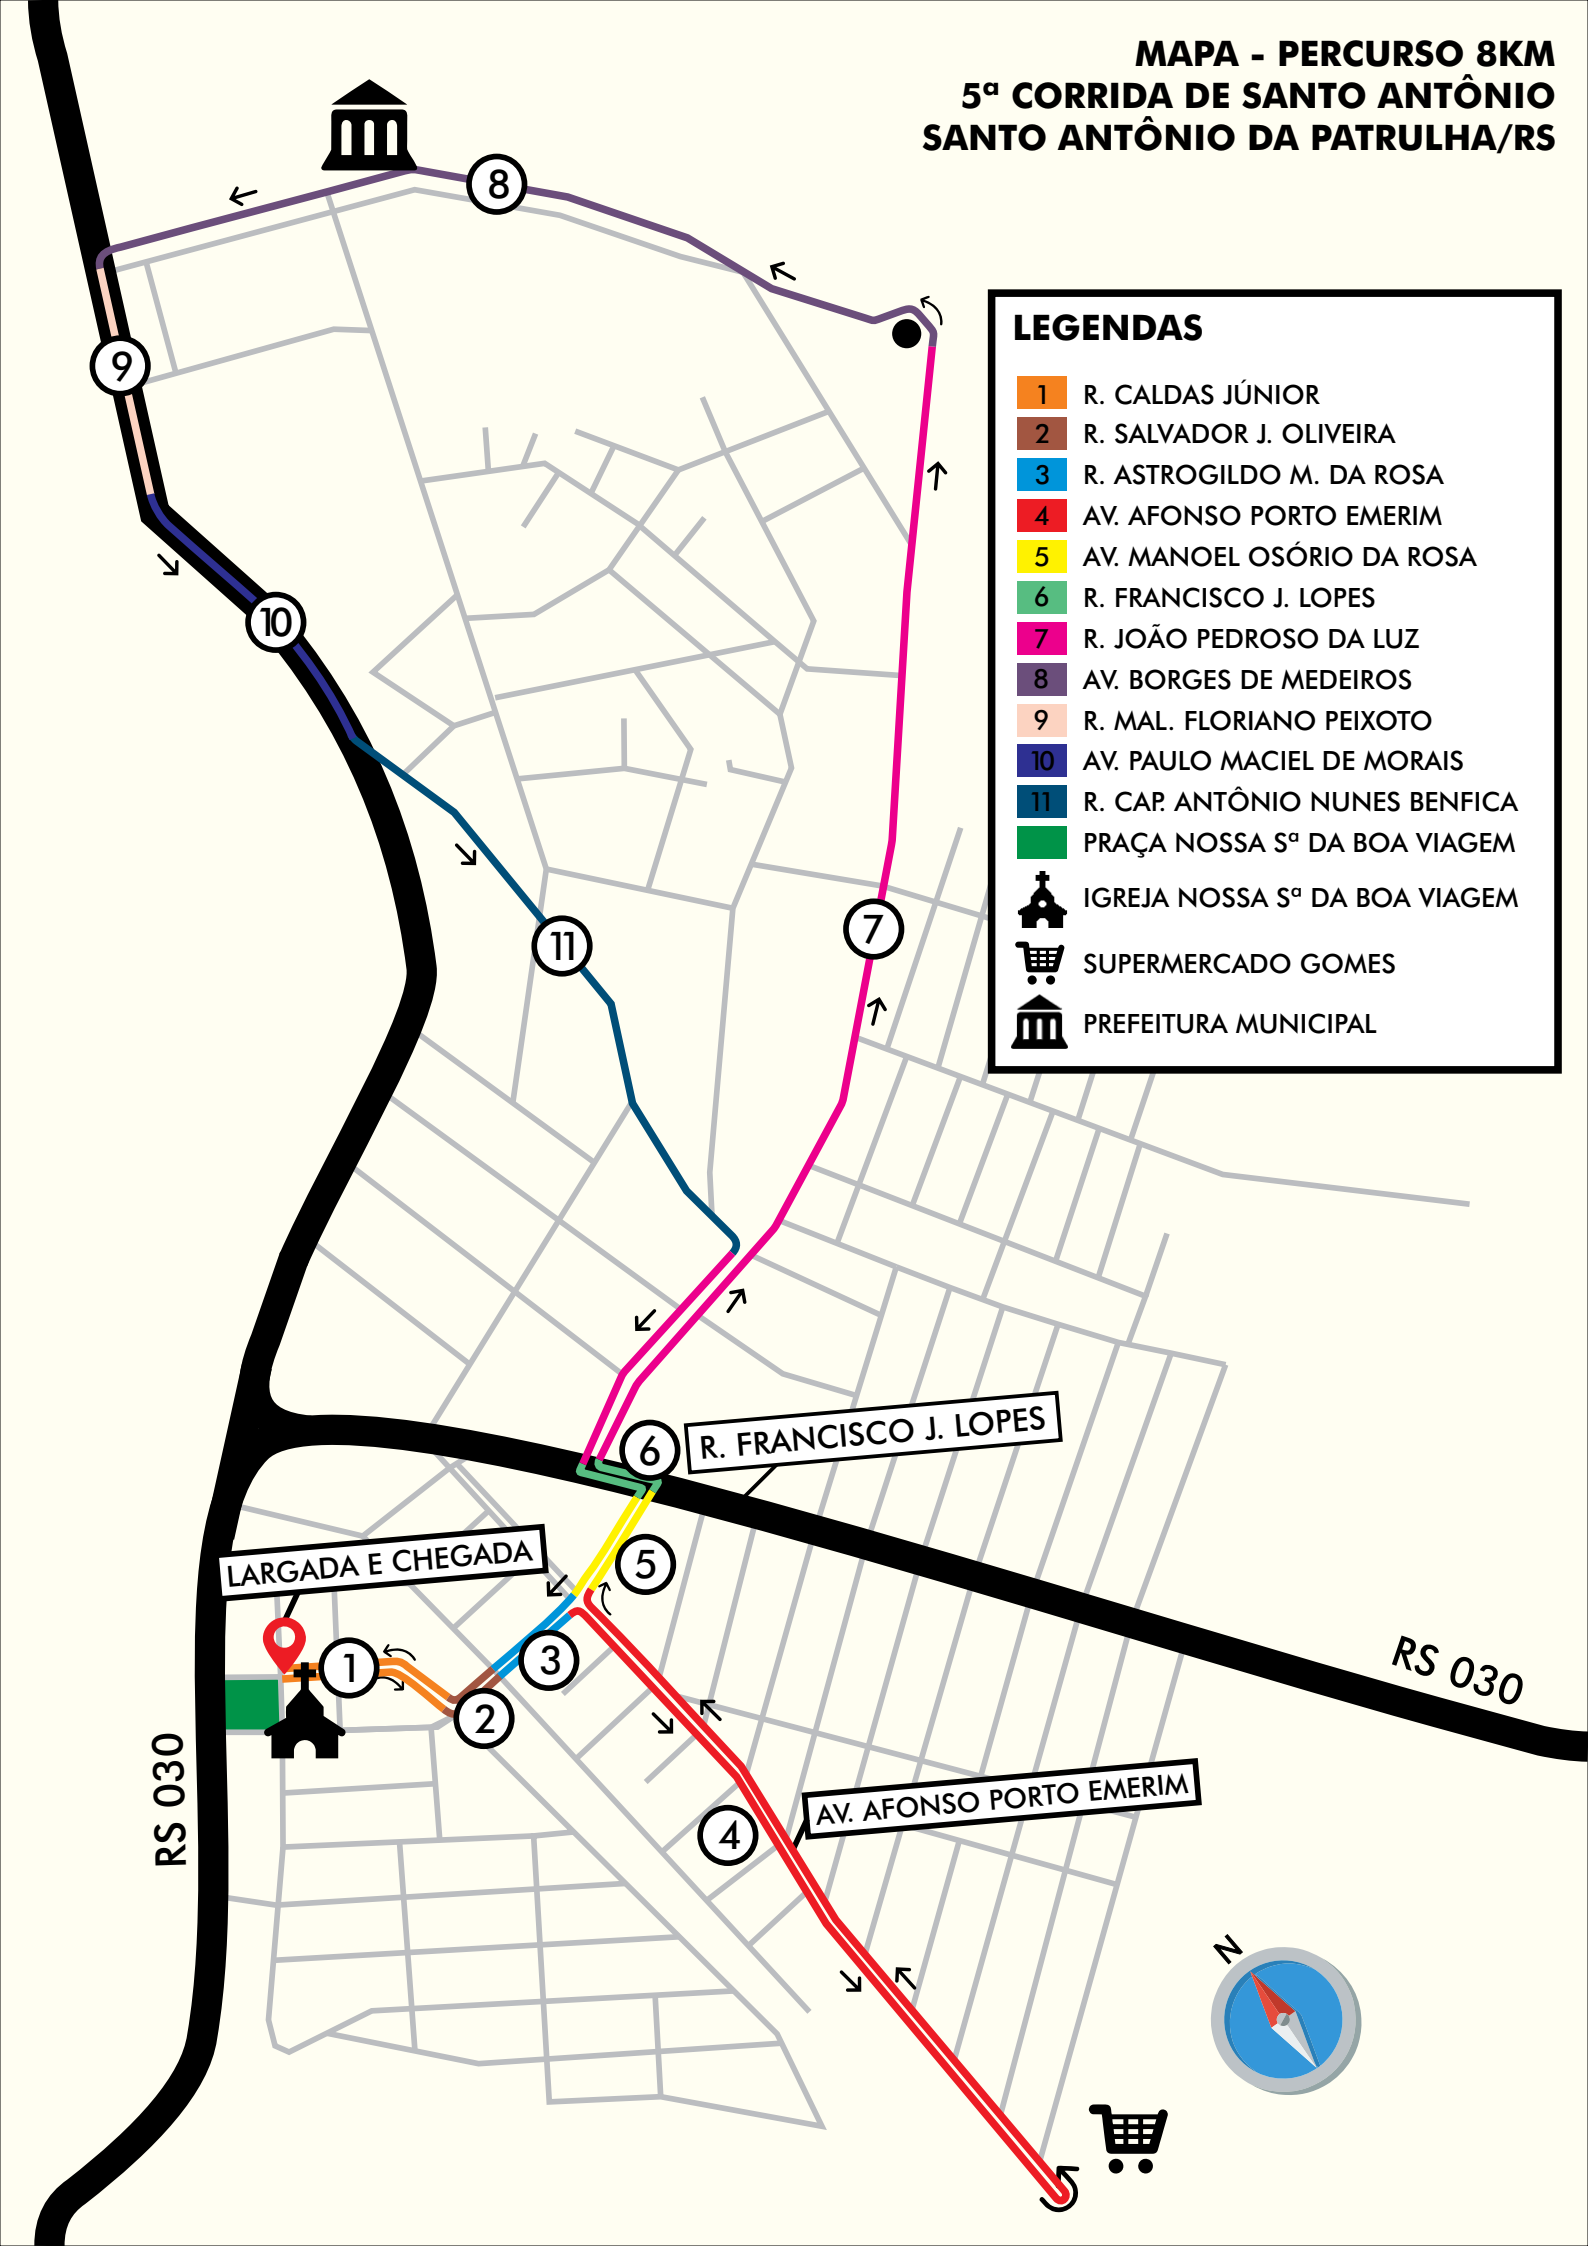 MAPA - PERCURSO 8KM
5ª CORRIDA DE SANTO ANTÔNIO
SANTO ANTÔNIO DA PATRULHA/RS
8
9
10
11
7
LEGENDAS
1 R. CALDAS JÚNIOR
2 R. SALVADOR J. OLIVEIRA
3 R. ASTROGILDO M. DA ROSA
4 AV. AFONSO PORTO EMERIM
5 AV. MANOEL OSÓRIO DA ROSA
6 R. FRANCISCO J. LOPES
7 R. JOÃO PEDROSO DA LUZ
8 AV. BORGES DE MEDEIROS
9 R. MAL. FLORIANO PEIXOTO
10 AV. PAULO MACIEL DE MORAIS
11 R. CAP. ANTÔNIO NUNES BENFICA
PRAÇA NOSSA Sª DA BOA VIAGEM
IGREJA NOSSA Sª DA BOA VIAGEM
SUPERMERCADO GOMES
PREFEITURA MUNICIPAL
6
R. FRANCISCO J. LOPES
LARGADA E CHEGADA
5
1
3
2
RS 030
RS 030
4
AV. AFONSO PORTO EMERIM
N